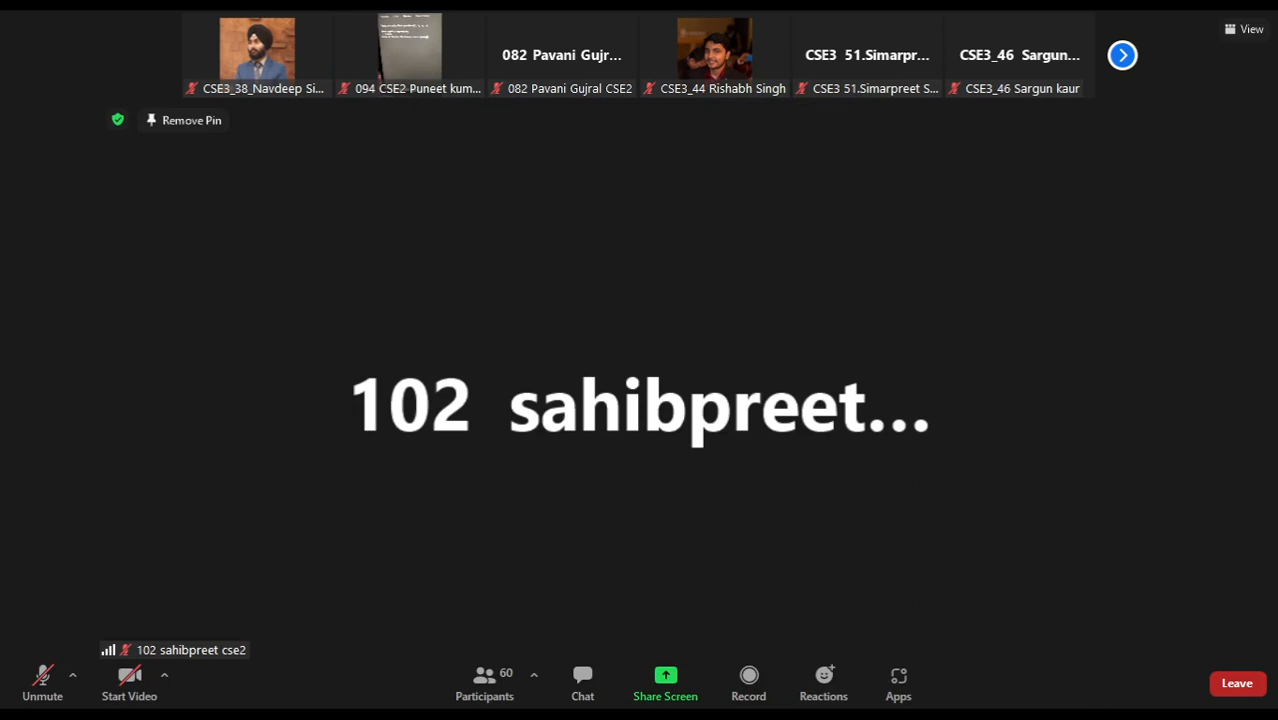 View
082 Pavani Gujr...
CSE3 51.Simarpr...
CSE3_46 Sargun...
CSE3_38_Navdeep Si...
094 CSE2 Puneet kum...
082 Pavani Gujral CSE2
CSE3_44 Rishabh Singh
CSE3 51.Simarpreet S...
CSE3_46 Sargun kaur
Remove Pin
102 sahibpreet...
102 sahibpreet cse2
Unmute
Start Video
Participants
60
Chat
Share Screen
Record
Reactions
Apps
Leave